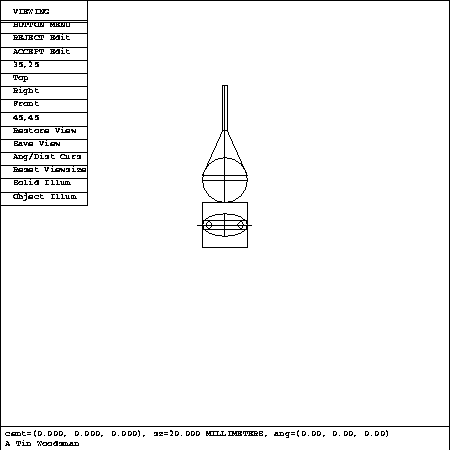 VIEWING
BUTTON MENU
REJECT Edit
ACCEPT Edit
35,25
Top
Right
Front
45,45
Restore View
Save View
Ang/Dist Curs
Reset Viewsize
Solid Illum
Object Illum
cent=(0.000, 0.000, 0.000), sz=20.000 MILLIMETERS, ang=(0.00, 0.00, 0.00)
A Tin Woodsman